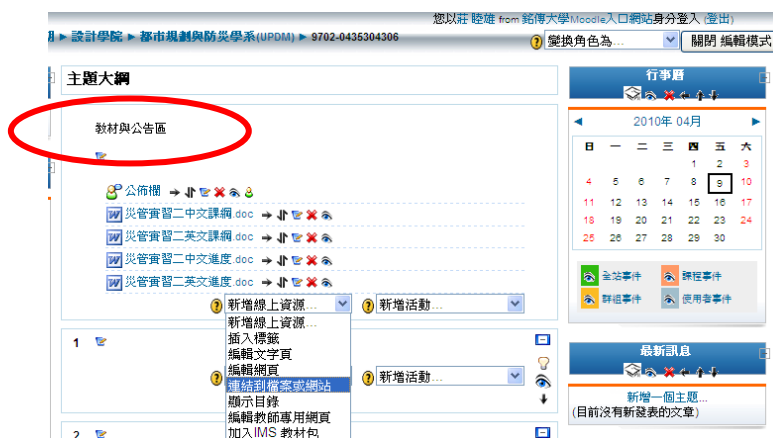 您以莊 睦雄 from 銘傳大學Moodle入口網站身分登入 (登出)
► 設計學院 ► 都市規劃與防災學系(UPDM) ► 9702-0435304306
變換角色為...
關閉 編輯模式
主題大綱
教材與公告區
公佈欄
災管實習二中文課綱.doc
災管實習二英文課綱.doc
災管實習二中文進度.doc
災管實習二英文進度.doc
新增線上資源...
新增活動...
新增線上資源...
插入標籤
編輯文字頁
編輯網頁
連結到檔案或網站
顯示目錄
編輯教師專用網頁
加入IMS 教材包
1
新增活動...
2
行事曆
2010年 04月
日 一 二 三 四 五 六
1 2 3
4 5 6 7 8 9 10
11 12 13 14 15 16 17
18 19 20 21 22 23 24
25 26 27 28 29 30
全站事件
課程事件
群組事件
使用者事件
最新訊息
新增一個主題...
(目前沒有新發表的文章)